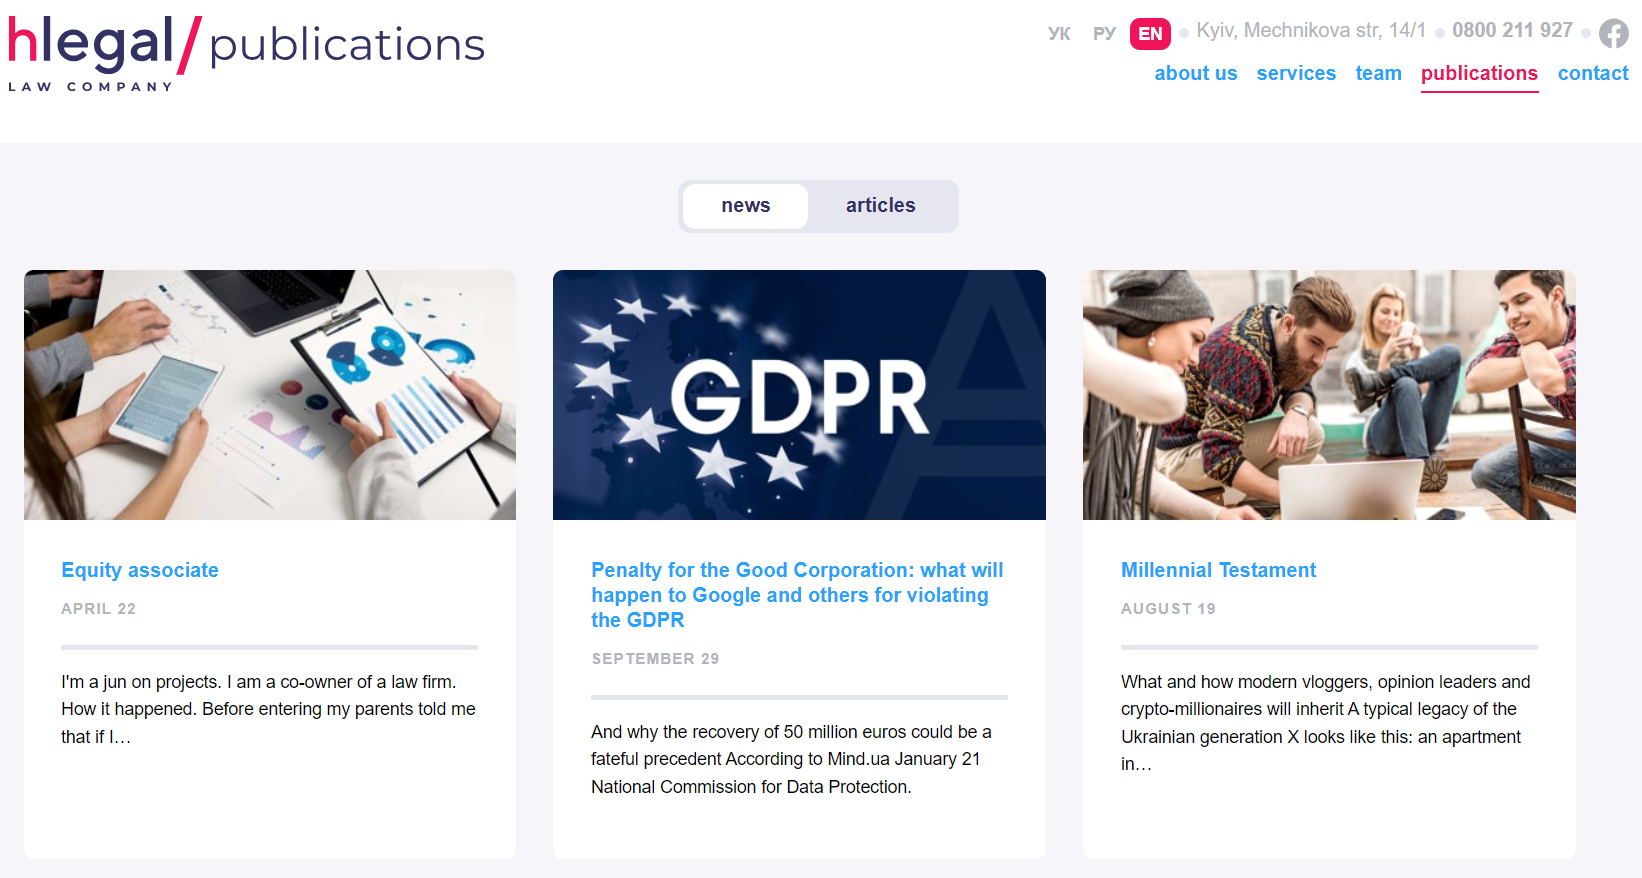 hlegal/publications
LAW COMPANY
УК РУ EN Kyiv, Mechnikova str, 14/1 0800 211 927
about us services team publications contact
news articles
GDPR
Equity associate
APRIL 22
I'm a jun on projects. I am a co-owner of a law firm.
How it happened. Before entering my parents told me
that if I…
Penalty for the Good Corporation: what will
happen to Google and others for violating
the GDPR
SEPTEMBER 29
And why the recovery of 50 million euros could be a
fateful precedent According to Mind.ua January 21
National Commission for Data Protection.
Millennial Testament
AUGUST 19
What and how modern vloggers, opinion leaders and
crypto-millionaires will inherit A typical legacy of the
Ukrainian generation X looks like this: an apartment
in…